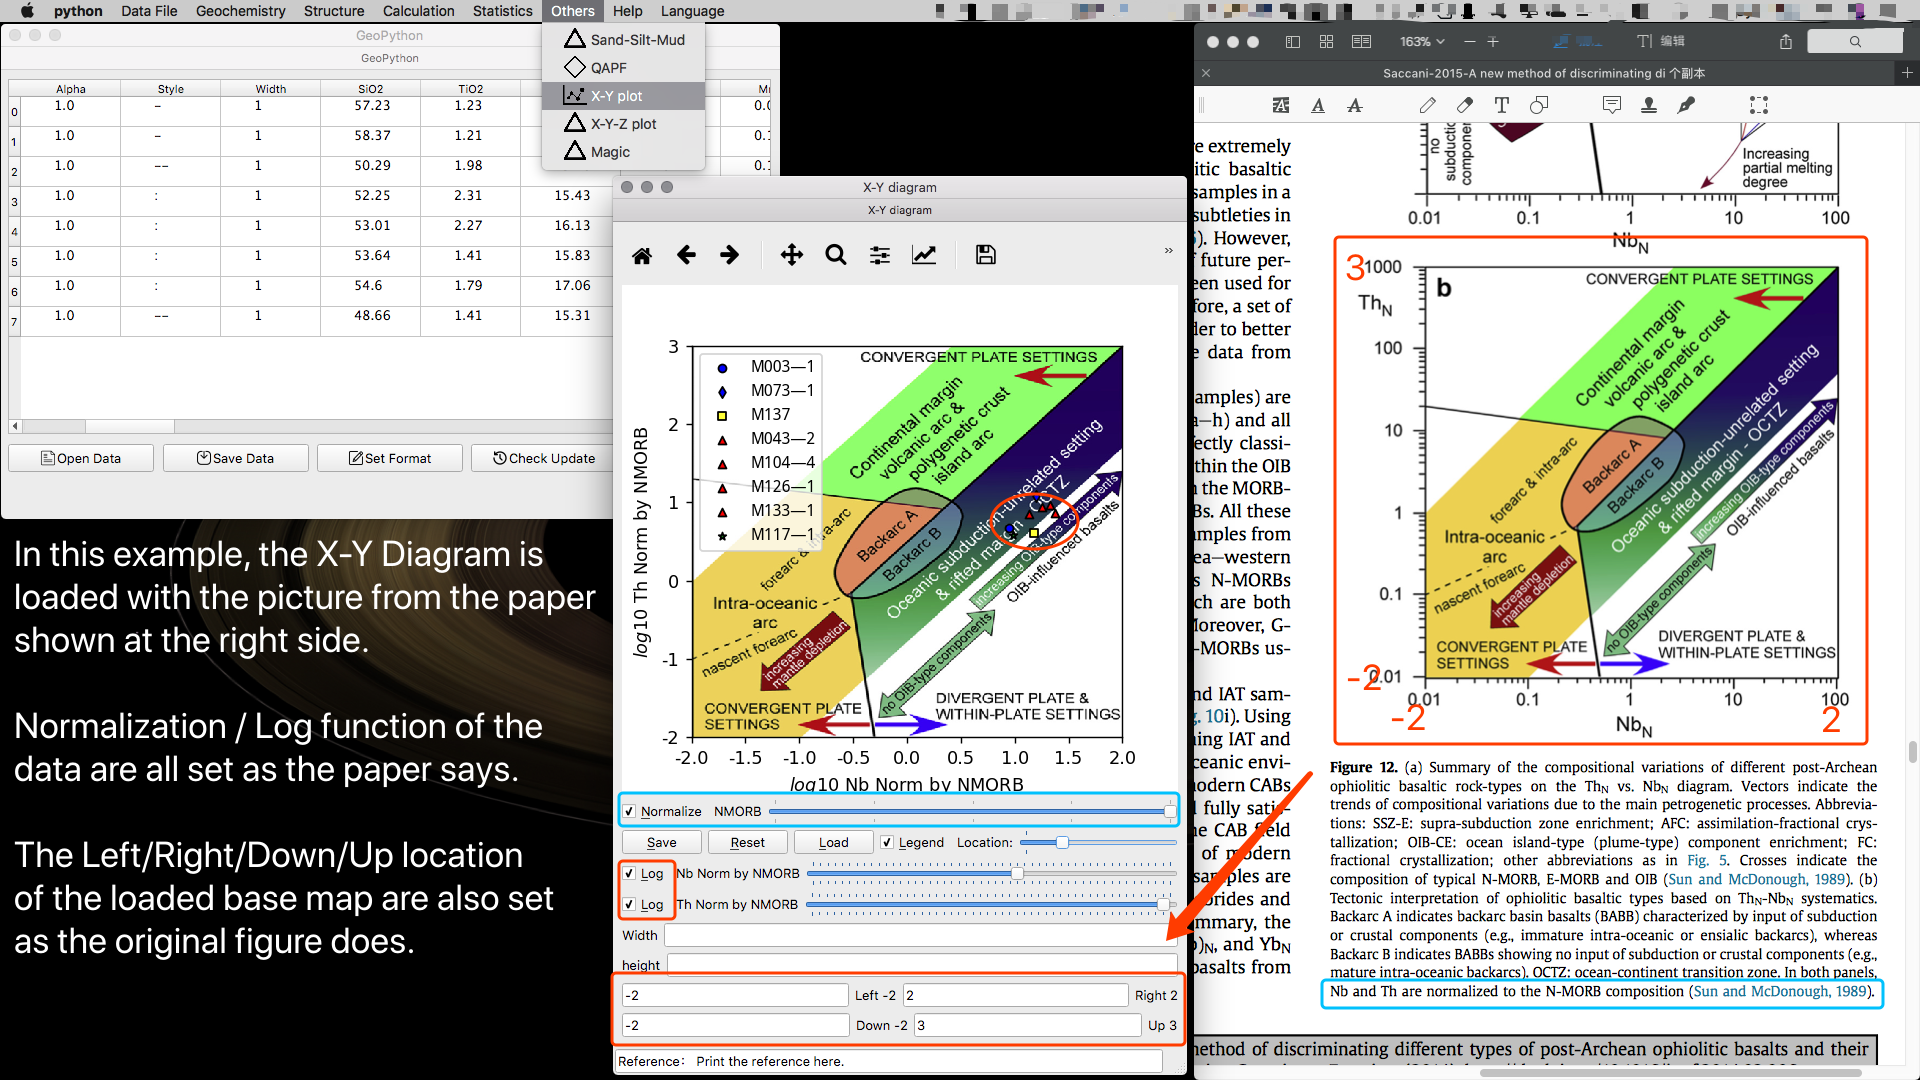 python Data File Geochemistry Structure Calculation Statistics Others Help Language
GeoPython
GeoPython
Alpha Style Width SiO2 TiO2
0 1.0 – 1 57.23 1.23
1 1.0 – 1 58.37 1.21
2 1.0 –– 1 50.29 1.98
3 1.0 : 1 52.25 2.31 15.43
4 1.0 : 1 53.01 2.27 16.13
5 1.0 : 1 53.64 1.41 15.83
6 1.0 : 1 54.6 1.79 17.06
7 1.0 –– 1 48.66 1.41 15.31
Open Data Save Data Set Format Check Update
Sand-Silt-Mud
QAPF
X-Y plot
X-Y-Z plot
Magic
In this example, the X-Y Diagram is
loaded with the picture from the paper
shown at the right side.
Normalization / Log function of the
data are all set as the paper says.
The Left/Right/Down/Up location
of the loaded base map are also set
as the original figure does.
X-Y diagram
X-Y diagram
»
3
2
1
0
-1
-2
log10 Th Norm by NMORB
M003—1
M073—1
M137
M043—2
M104—4
M126—1
M133—1
M117—1
CONVERGENT PLATE SETTINGS
Continental margin
volcanic arc &
polygenetic crust
island arc
Backarc A
Backarc B
forearc & intra-arc
Intra-oceanic
arc
nascent forearc
increasing
mantle depletion
Oceanic subduction-unrelated setting
& rifted margin - OCTZ
increasing OIB-type components
OIB-influenced basalts
no OIB-type components
CONVERGENT PLATE
SETTINGS
DIVERGENT PLATE &
WITHIN-PLATE SETTINGS
-2.0 -1.5 -1.0 -0.5 0.0 0.5 1.0 1.5 2.0
log10 Nb Norm by NMORB
Normalize NMORB
Save Reset Load Legend Location:
Log Nb Norm by NMORB
Log Th Norm by NMORB
Width
height
-2 Left -2 2 Right 2
-2 Down -2 3 Up 3
Reference: Print the reference here.
163%
编辑
Saccani-2015-A new method of discriminating di 个副本
re extremely
itic basaltic
samples in a
subtleties in
). However,
f future per-
een used for
fore, a set of
der to better
e data from
amples) are
a–h) and all
fectly classi-
thin the OIB
n the MORB-
Bs. All these
mples from
ea–western
s N-MORBs
ch are both
Moreover, G-
-MORBs us-
nd IAT sam-
. 10i). Using
ning IAT and
ceanic envi-
odern CABs
fully satis-
he CAB field
of modern
samples are
brides and
mmary, the
)N, and YbN
basalts from
no
subduction
component
Increasing
partial melting
degree
0.01 0.1 1 10 100
NbN
3
1000
ThN
100
10
1
0.1
0.01
-2
b
CONVERGENT PLATE SETTINGS
Continental margin
volcanic arc &
polygenetic crust
island arc
Backarc A
Backarc B
forearc & intra-arc
Intra-oceanic
arc
nascent forearc
increasing
mantle depletion
Oceanic subduction-unrelated setting
& rifted margin - OCTZ
increasing OIB-type components
OIB-influenced basalts
no OIB-type components
CONVERGENT PLATE
SETTINGS
DIVERGENT PLATE &
WITHIN-PLATE SETTINGS
0.01 0.1 1 10 100
-2 NbN 2
Figure 12. (a) Summary of the compositional variations of different post-Archean
ophiolitic basaltic rock-types on the ThN vs. NbN diagram. Vectors indicate the
trends of compositional variations due to the main petrogenetic processes. Abbrevia-
tions: SSZ-E: supra-subduction zone enrichment; AFC: assimilation-fractional crys-
tallization; OIB-CE: ocean island-type (plume-type) component enrichment; FC:
fractional crystallization; other abbreviations as in Fig. 5. Crosses indicate the
composition of typical N-MORB, E-MORB and OIB (Sun and McDonough, 1989). (b)
Tectonic interpretation of ophiolitic basaltic types based on ThN-NbN systematics.
Backarc A indicates backarc basin basalts (BABB) characterized by input of subduction
or crustal components (e.g., immature intra-oceanic or ensialic backarcs), whereas
Backarc B indicates BABBs showing no input of subduction or crustal components (e.g.,
mature intra-oceanic backarcs). OCTZ: ocean-continent transition zone. In both panels,
Nb and Th are normalized to the N-MORB composition (Sun and McDonough, 1989).
method of discriminating different types of post-Archean ophiolitic basalts and their